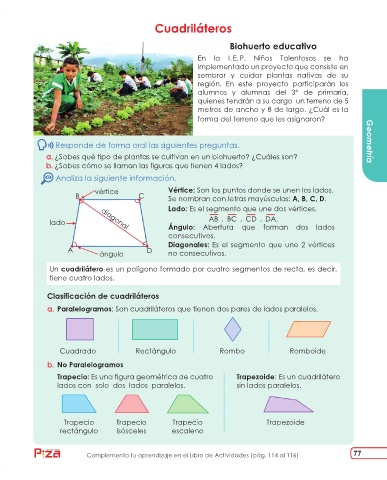 Cuadriláteros
Biohuerto educativo
En la I.E.P. Niños Talentosos se ha
implementado un proyecto que consiste en
sembrar y cuidar plantas nativas de su
región. En este proyecto participarán los
alumnos y alumnas del 3° de primaria,
quienes tendrán a su cargo un terreno de 5
metros de ancho y 8 de largo. ¿Cuál es la
forma del terreno que les asignaron?
Geometría
Responde de forma oral las siguientes preguntas.
a. ¿Sabes qué tipo de plantas se cultivan en un biohuerto? ¿Cuáles son?
b. ¿Sabes cómo se llaman las figuras que tienen 4 lados?
Analiza la siguiente información.
vértice
B C
diagonal
lado
A D
ángulo
Vértice: Son los puntos donde se unen los lados.
Se nombran con letras mayúsculas: A, B, C, D.
Lado: Es el segmento que une dos vértices.
AB , BC , CD , DA.
Ángulo: Abertura que forman dos lados
consecutivos.
Diagonales: Es el segmento que une 2 vértices
no consecutivos.
Un cuadrilátero es un polígono formado por cuatro segmentos de recta, es decir,
tiene cuatro lados.
Clasificación de cuadriláteros
a. Paralelogramos: Son cuadriláteros que tienen dos pares de lados paralelos.
Cuadrado Rectángulo Rombo Romboide
b. No Paralelogramos
Trapecio: Es una figura geométrica de cuatro
lados con solo dos lados paralelos.
Trapezoide: Es un cuadrilátero
sin lados paralelos.
Trapecio
rectángulo
Trapecio
isósceles
Trapecio
escaleno
Trapezoide
Pizza
Complementa tu aprendizaje en el Libro de Actividades (pág. 114 al 116)
77